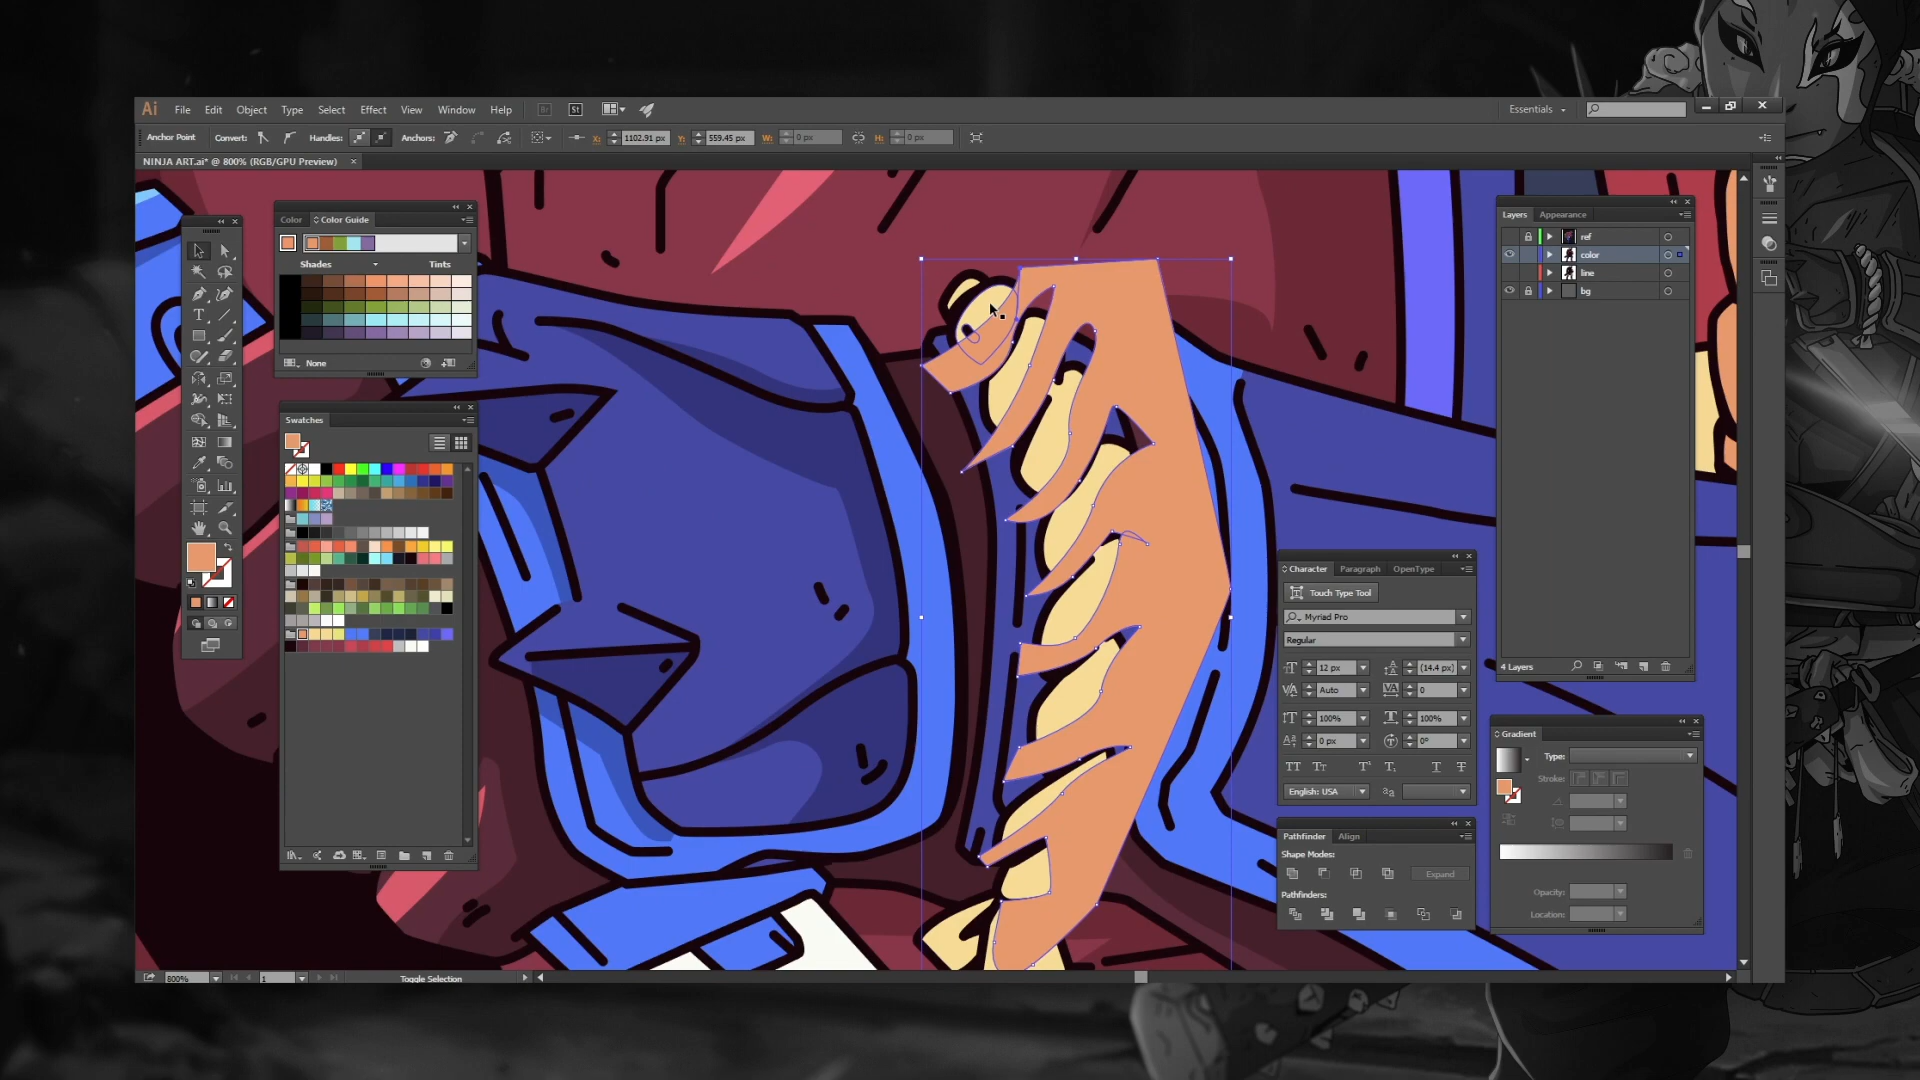 Ai File Edit Object Type Select Effect View Window Help Br St Essentials
Anchor Point Convert: Handles: Anchors: X: 1102.91 px Y: 559.45 px W: 0 px H: 0 px
NINJA ART.ai* @ 800% (RGB/GPU Preview)
Color Color Guide
Shades Tints
None
Swatches
Layers Appearance
ref
color
line
bg
4 Layers
Character Paragraph OpenType
Touch Type Tool
Myriad Pro
Regular
12 px (14.4 px)
Auto 0
100% 100%
0 px 0°
English: USA
Pathfinder Align
Shape Modes:
Expand
Pathfinders:
Gradient
Type:
Stroke:
Opacity:
Location:
800% 1 Toggle Selection